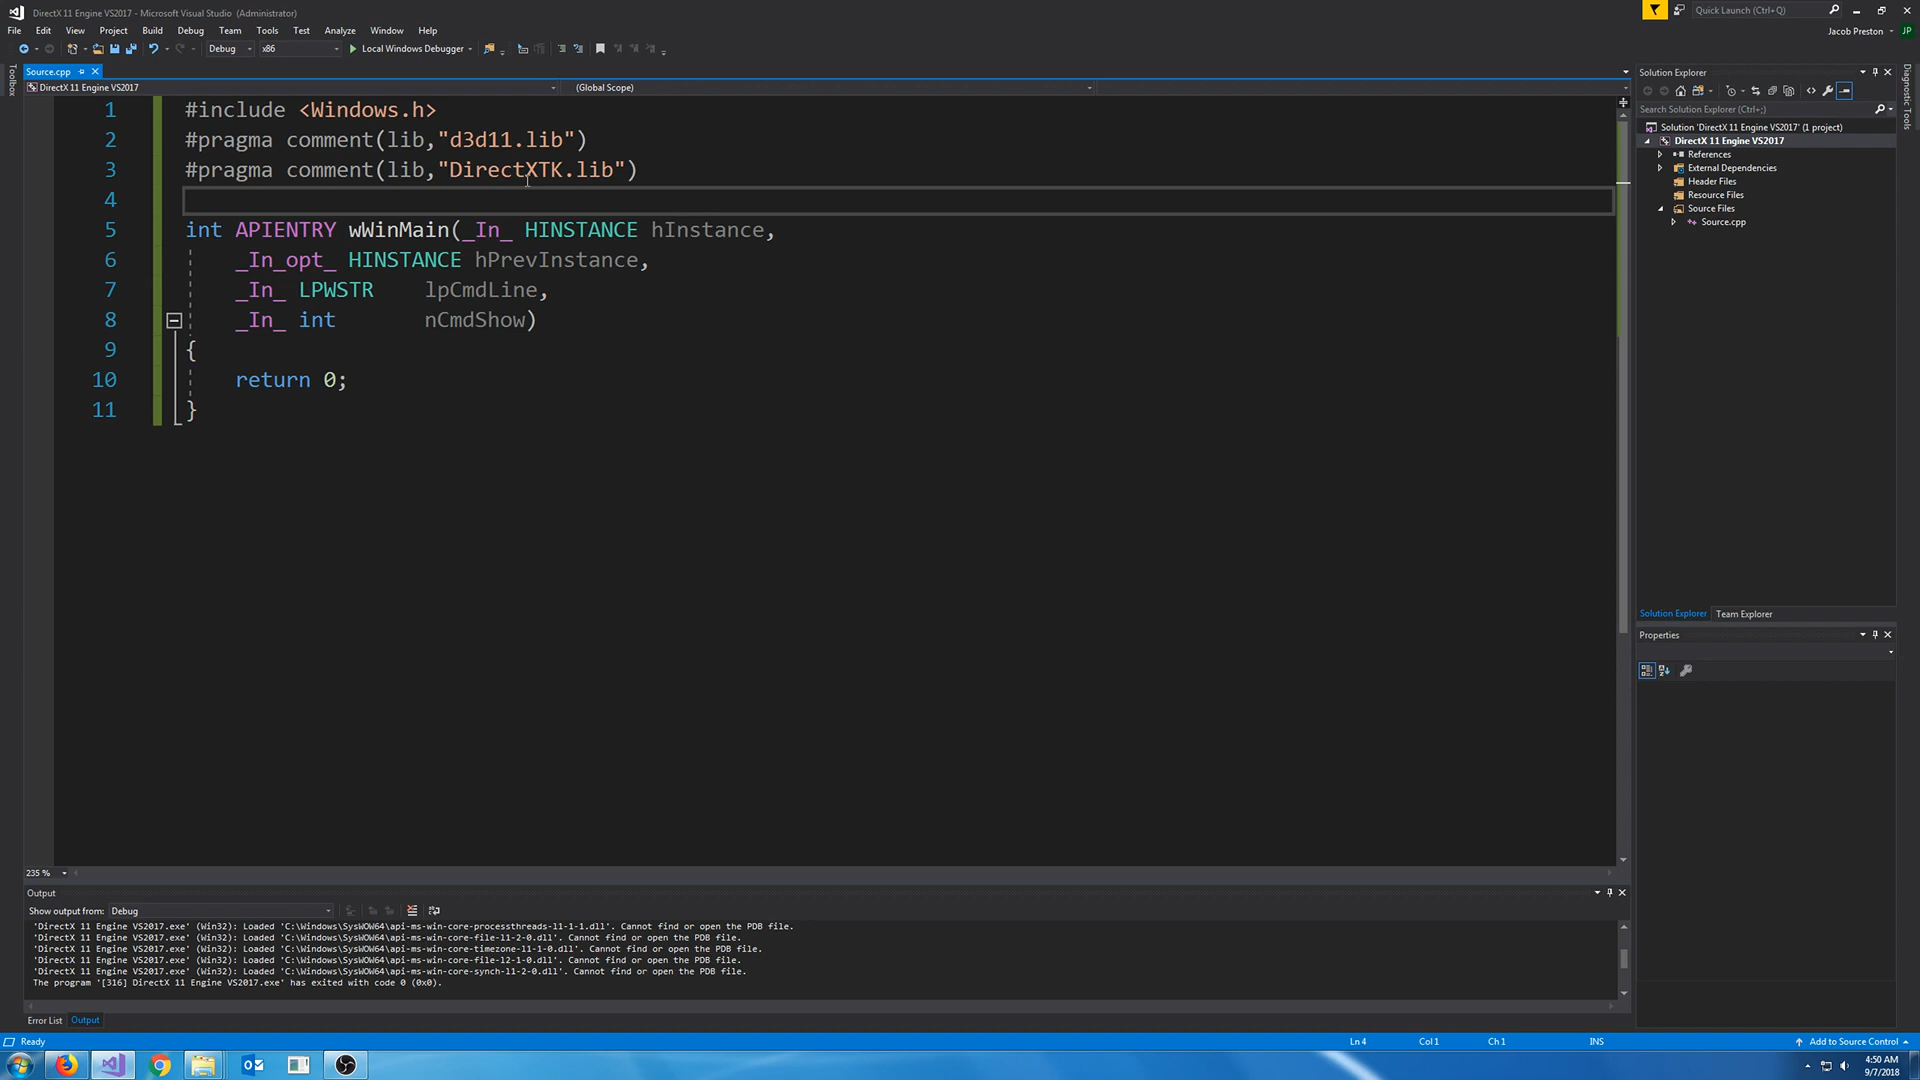 DirectX 11 Engine VS2017 - Microsoft Visual Studio (Administrator)
Quick Launch (Ctrl+Q)
File Edit View Project Build Debug Team Tools Test Analyze Window Help
Jacob Preston JP
Debug x86 Local Windows Debugger
Toolbox
Source.cpp
DirectX 11 Engine VS2017 (Global Scope)
1 #include <Windows.h>
2 #pragma comment(lib,"d3d11.lib")
3 #pragma comment(lib,"DirectXTK.lib")
4
5 int APIENTRY wWinMain(_In_ HINSTANCE hInstance,
6 _In_opt_ HINSTANCE hPrevInstance,
7 _In_ LPWSTR lpCmdLine,
8 _In_ int nCmdShow)
9 {
10 return 0;
11 }
235 %
Solution Explorer
Search Solution Explorer (Ctrl+;)
Solution 'DirectX 11 Engine VS2017' (1 project)
DirectX 11 Engine VS2017
References
External Dependencies
Header Files
Resource Files
Source Files
Source.cpp
Solution Explorer Team Explorer
Properties
Diagnostic Tools
Output
Show output from: Debug
'DirectX 11 Engine VS2017.exe' (Win32): Loaded 'C:\Windows\SysWOW64\api-ms-win-core-processthreads-l1-1-1.dll'. Cannot find or open the PDB file.
'DirectX 11 Engine VS2017.exe' (Win32): Loaded 'C:\Windows\SysWOW64\api-ms-win-core-file-l1-2-0.dll'. Cannot find or open the PDB file.
'DirectX 11 Engine VS2017.exe' (Win32): Loaded 'C:\Windows\SysWOW64\api-ms-win-core-timezone-l1-1-0.dll'. Cannot find or open the PDB file.
'DirectX 11 Engine VS2017.exe' (Win32): Loaded 'C:\Windows\SysWOW64\api-ms-win-core-file-l2-1-0.dll'. Cannot find or open the PDB file.
'DirectX 11 Engine VS2017.exe' (Win32): Loaded 'C:\Windows\SysWOW64\api-ms-win-core-synch-l1-2-0.dll'. Cannot find or open the PDB file.
The program '[316] DirectX 11 Engine VS2017.exe' has exited with code 0 (0x0).
Error List Output
Ready Ln 4 Col 1 Ch 1 INS Add to Source Control
4:50 AM
9/7/2018